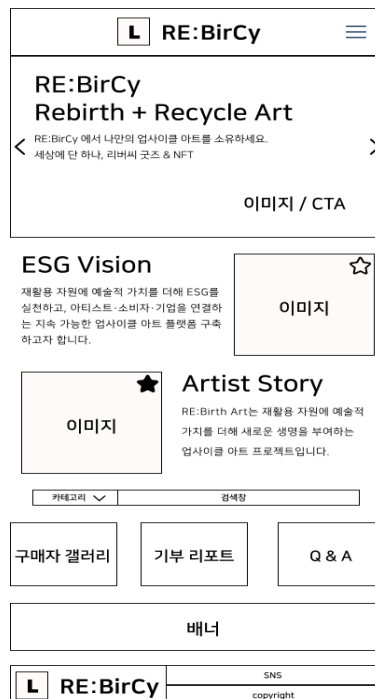 L RE:BirCy
RE:BirCy
Rebirth + Recycle Art
RE:BirCy 에서 나만의 업사이클 아트를 소유하세요.
세상에 단 하나, 리버씨 굿즈 & NFT
이미지 / CTA
ESG Vision
재활용 자원에 예술적 가치를 더해 ESG를
실천하고, 아티스트·소비자·기업을 연결하
는 지속 가능한 업사이클 아트 플랫폼 구축
하고자 합니다.
이미지
이미지
Artist Story
RE:Birth Art는 재활용 자원에 예술적
가치를 더해 새로운 생명을 부여하는
업사이클 아트 프로젝트입니다.
카테고리 검색창
구매자 갤러리 기부 리포트 Q & A
배너
L RE:BirCy
SNS
copyright